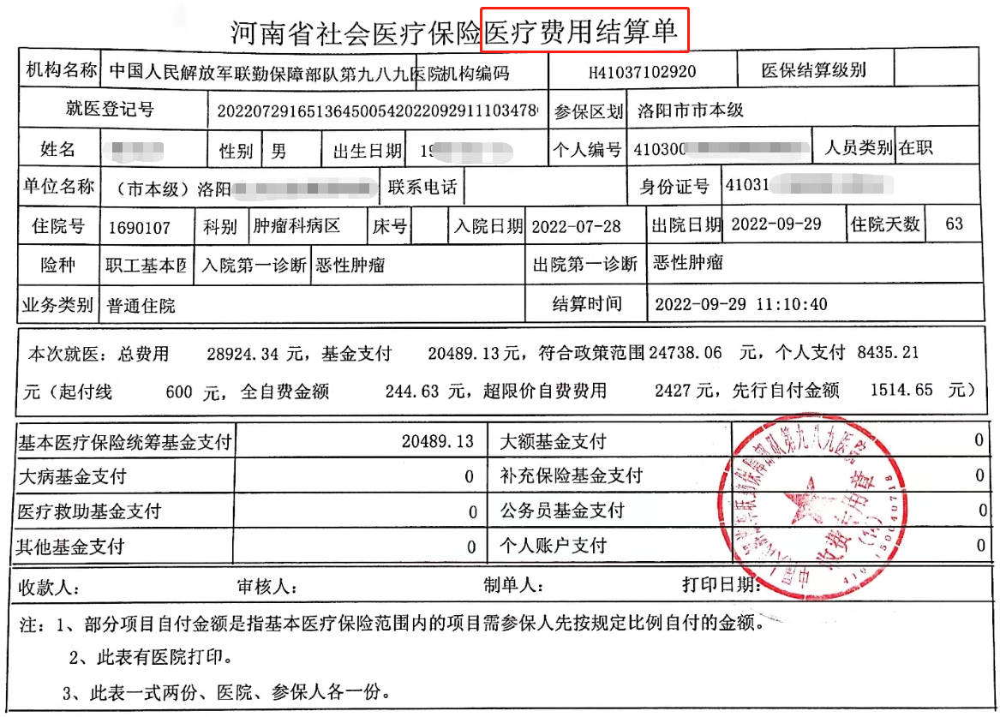 河南省社会医疗保险医疗费用结算单
机构名称 中国人民解放军联勤保障部队第九八九医院 机构编码 H41037102920 医保结算级别
就医登记号 20220729165136450054202209291110347 参保区划 洛阳市市本级
姓名 性别 男 出生日期 19 个人编号 410300 人员类别 在职
单位名称 （市本级）洛阳 联系电话 身份证号 41031
住院号 1690107 科别 肿瘤科病区 床号 入院日期 2022-07-28 出院日期 2022-09-29 住院天数 63
险种 职工基本医 入院第一诊断 恶性肿瘤 出院第一诊断 恶性肿瘤
业务类别 普通住院 结算时间 2022-09-29 11:10:40
本次就医：总费用 28924.34 元，基金支付 20489.13 元，符合政策范围 24738.06 元，个人支付 8435.21
元（起付线 600 元，全自费金额 244.63 元，超限价自费费用 2427 元，先行自付金额 1514.65 元）
基本医疗保险统筹基金支付 20489.13 大额基金支付 0
大病基金支付 0 补充保险基金支付 0
医疗救助基金支付 0 公务员基金支付 0
其他基金支付 0 个人账户支付 0
收款人： 审核人： 制单人： 打印日期：
注：1、部分项目自付金额是指基本医疗保险范围内的项目需参保人先按规定比例自付的金额。
2、此表有医院打印。
3、此表一式两份、医院、参保人各一份。
收费专用章